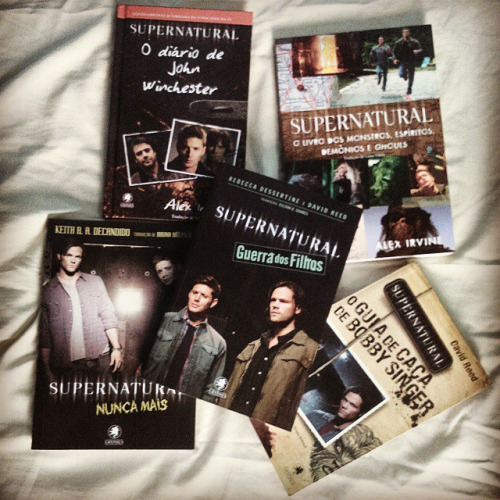 SUPERNATURAL
O diário de
John
Winchester
SUPERNATURAL
O LIVRO DOS MONSTROS, ESPÍRITOS,
DEMÔNIOS E GHOULS
ALEX IRVINE
REBECCA DESSERTINE E DAVID REED
SUPERNATURAL
Guerra dos Filhos
KEITH R. A. DECANDIDO
SUPERNATURAL
NUNCA MAIS
SUPERNATURAL
David Reed
O GUIA DE CAÇA
DE BOBBY SINGER